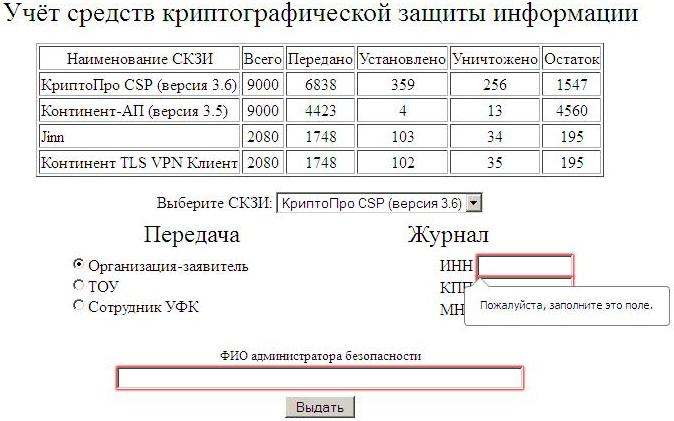 Учёт средств криптографической защиты информации
Наименование СКЗИ Всего Передано Установлено Уничтожено Остаток
КриптоПро CSP (версия 3.6) 9000 6838 359 256 1547
Континент-АП (версия 3.5) 9000 4423 4 13 4560
Jinn 2080 1748 103 34 195
Континент TLS VPN Клиент 2080 1748 102 35 195
Выберите СКЗИ: КриптоПро CSP (версия 3.6)
Передача Журнал
Организация-заявитель ИНН
ТОУ КПП
Сотрудник УФК МН
Пожалуйста, заполните это поле.
ФИО администратора безопасности
Выдать